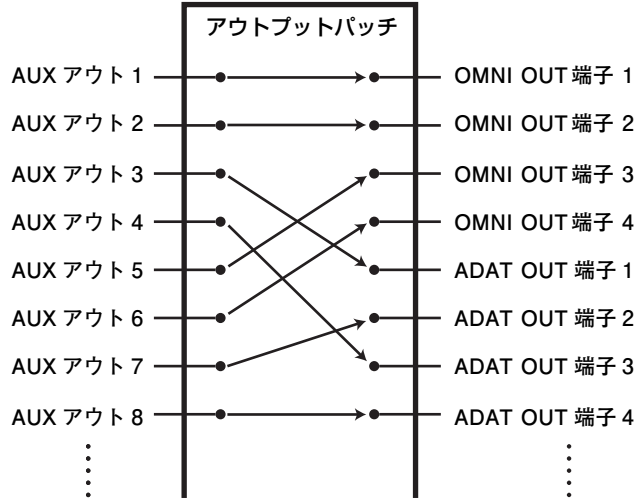 アウトプットパッチ
AUX アウト 1
OMNI OUT 端子 1
AUX アウト 2
OMNI OUT 端子 2
AUX アウト 3
OMNI OUT 端子 3
AUX アウト 4
OMNI OUT 端子 4
AUX アウト 5
ADAT OUT 端子 1
AUX アウト 6
ADAT OUT 端子 2
AUX アウト 7
ADAT OUT 端子 3
AUX アウト 8
ADAT OUT 端子 4